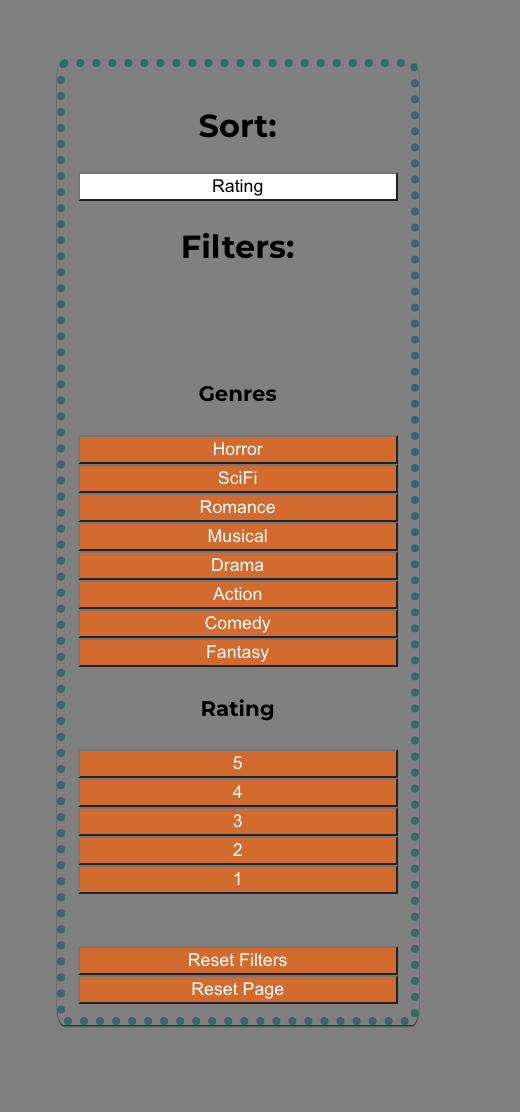 Sort:
Rating
Filters:
Genres
Horror
SciFi
Romance
Musical
Drama
Action
Comedy
Fantasy
Rating
5
4
3
2
1
Reset Filters
Reset Page